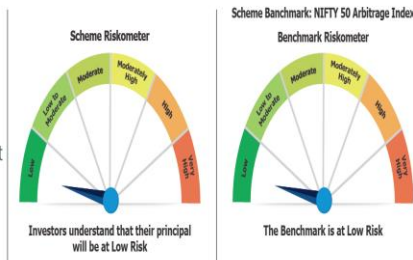 Scheme Riskometer
Low
Low to
Moderate
Moderate
Moderately
High
High
Very
High
Investors understand that their principal
will be at Low Risk
Scheme Banchmark: NIFTY 50 Arbitrage Index
Benchmark Riskometer
Low
Low to
Moderate
Moderate
Moderately
High
High
Very
High
The Benchmark is at Low Risk